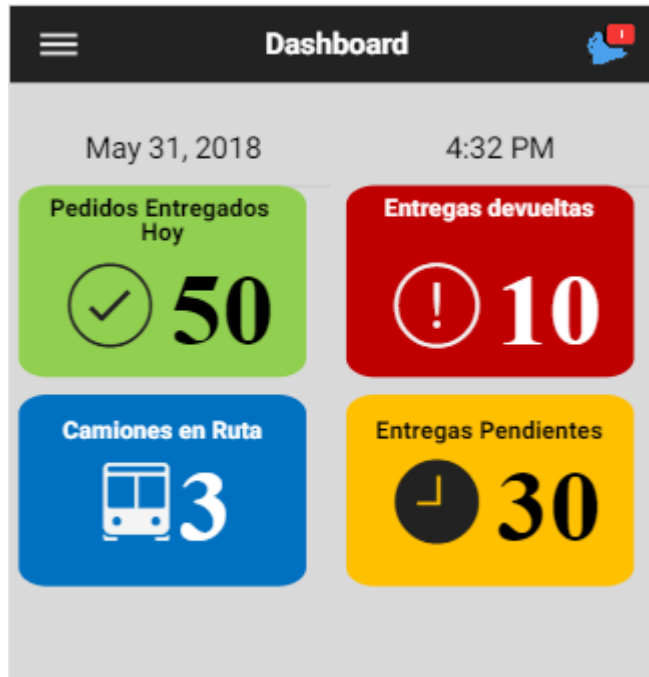 Dashboard
May 31, 2018
4:32 PM
Pedidos Entregados
Hoy
50
Entregas devueltas
10
Camiones en Ruta
3
Entregas Pendientes
30